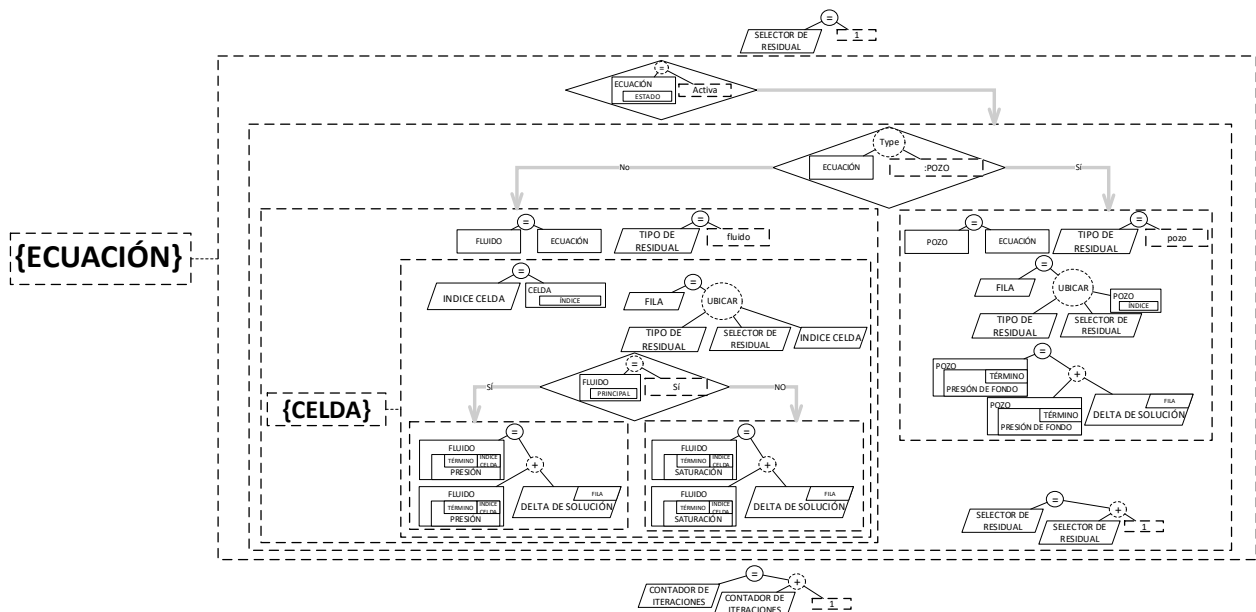 =
SELECTOR DE
RESIDUAL
1
=
ECUACIÓN
ESTADO
Activa
Type
ECUACIÓN
:POZO
No
Sí
{ECUACIÓN}
=
FLUIDO
ECUACIÓN
=
TIPO DE
RESIDUAL
fluido
=
POZO
ECUACIÓN
=
TIPO DE
RESIDUAL
pozo
=
INDICE CELDA
CELDA
ÍNDICE
=
FILA
UBICAR
TIPO DE
RESIDUAL
SELECTOR DE
RESIDUAL
INDICE CELDA
=
FILA
UBICAR
POZO
ÍNDICE
TIPO DE
RESIDUAL
SELECTOR DE
RESIDUAL
=
FLUIDO
PRINCIPAL
Sí
SÍ
NO
{CELDA}
=
POZO
TÉRMINO
PRESIÓN DE FONDO
+
POZO
TÉRMINO
PRESIÓN DE FONDO
FILA
DELTA DE SOLUCIÓN
=
FLUIDO
TÉRMINO
INDICE
CELDA
PRESIÓN
+
FLUIDO
TÉRMINO
INDICE
CELDA
PRESIÓN
FILA
DELTA DE SOLUCIÓN
=
FLUIDO
TÉRMINO
INDICE
CELDA
SATURACIÓN
+
FLUIDO
TÉRMINO
INDICE
CELDA
SATURACIÓN
FILA
DELTA DE SOLUCIÓN
=
SELECTOR DE
RESIDUAL
+
SELECTOR DE
RESIDUAL
1
=
CONTADOR DE
ITERACIONES
+
CONTADOR DE
ITERACIONES
1